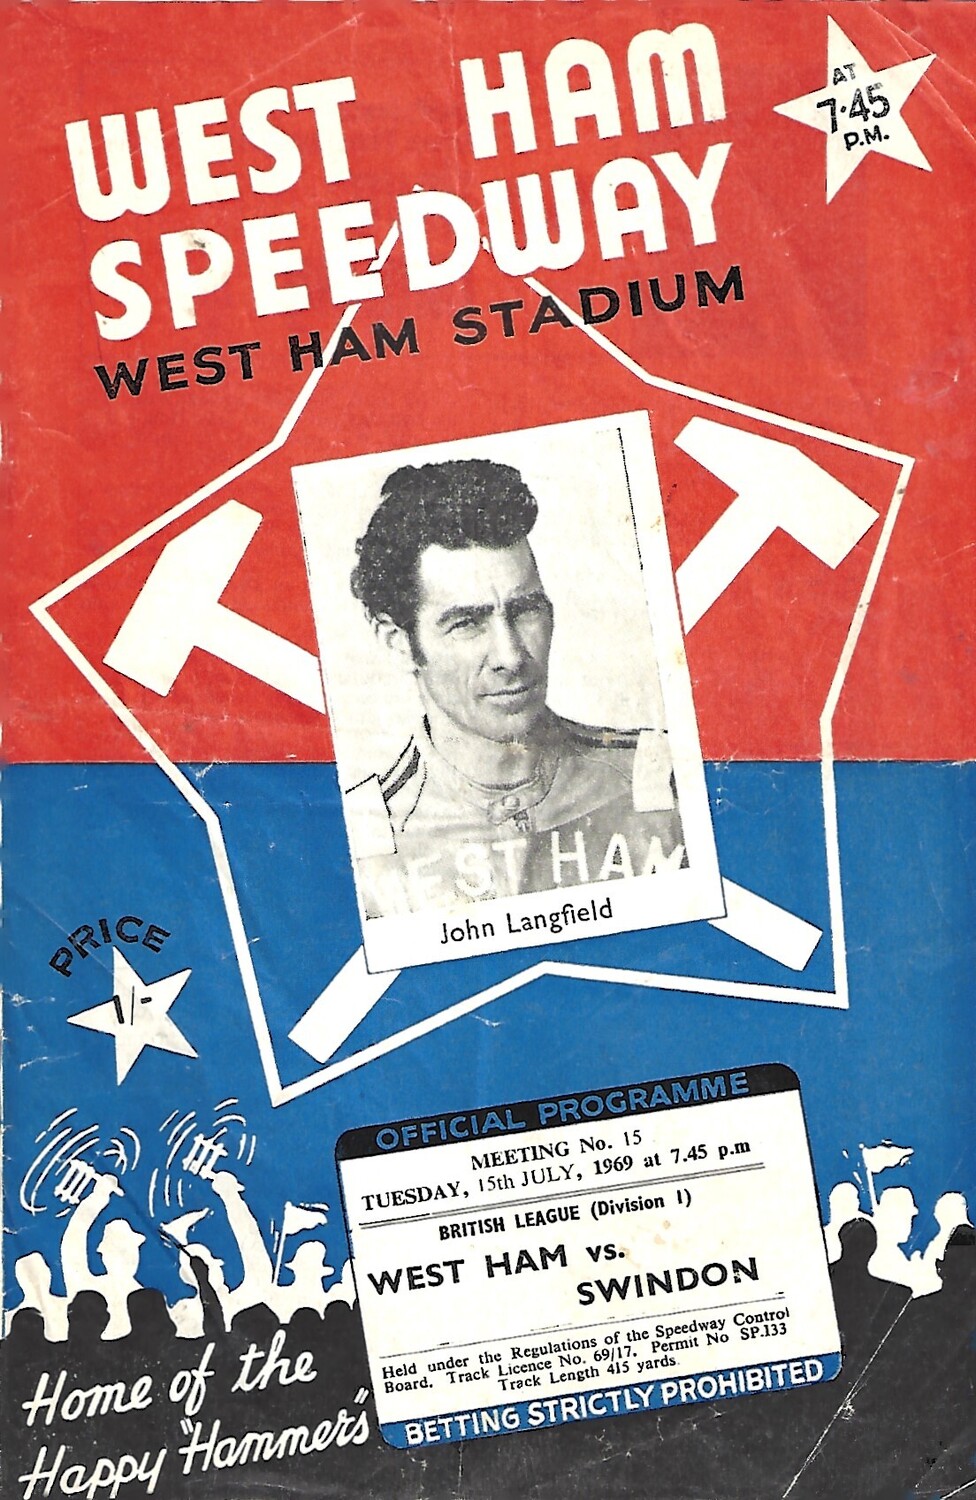 WEST HAM
SPEEDWAY
WEST HAM STADIUM
AT
7·45
P.M.
WEST HAM
John Langfield
PRICE
1/-
OFFICIAL PROGRAMME
MEETING No. 15
TUESDAY, 15th JULY, 1969 at 7.45 p.m
BRITISH LEAGUE (Division 1)
WEST HAM vs.
SWINDON
Held under the Regulations of the Speedway Control
Board. Track Licence No. 69/17. Permit No SP.133
Track Length 415 yards.
BETTING STRICTLY PROHIBITED
Home of the
Happy "Hammers"